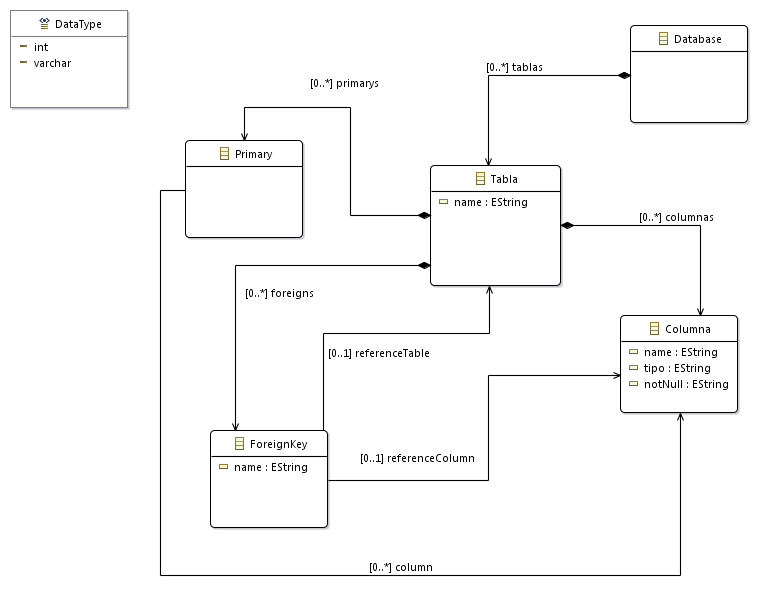 DataType
int
varchar
Database
[0..*] tablas
[0..*] primarys
Primary
Tabla
name : EString
[0..*] columnas
[0..*] foreigns
Columna
name : EString
tipo : EString
notNull : EString
[0..1] referenceTable
ForeignKey
name : EString
[0..1] referenceColumn
[0..*] column